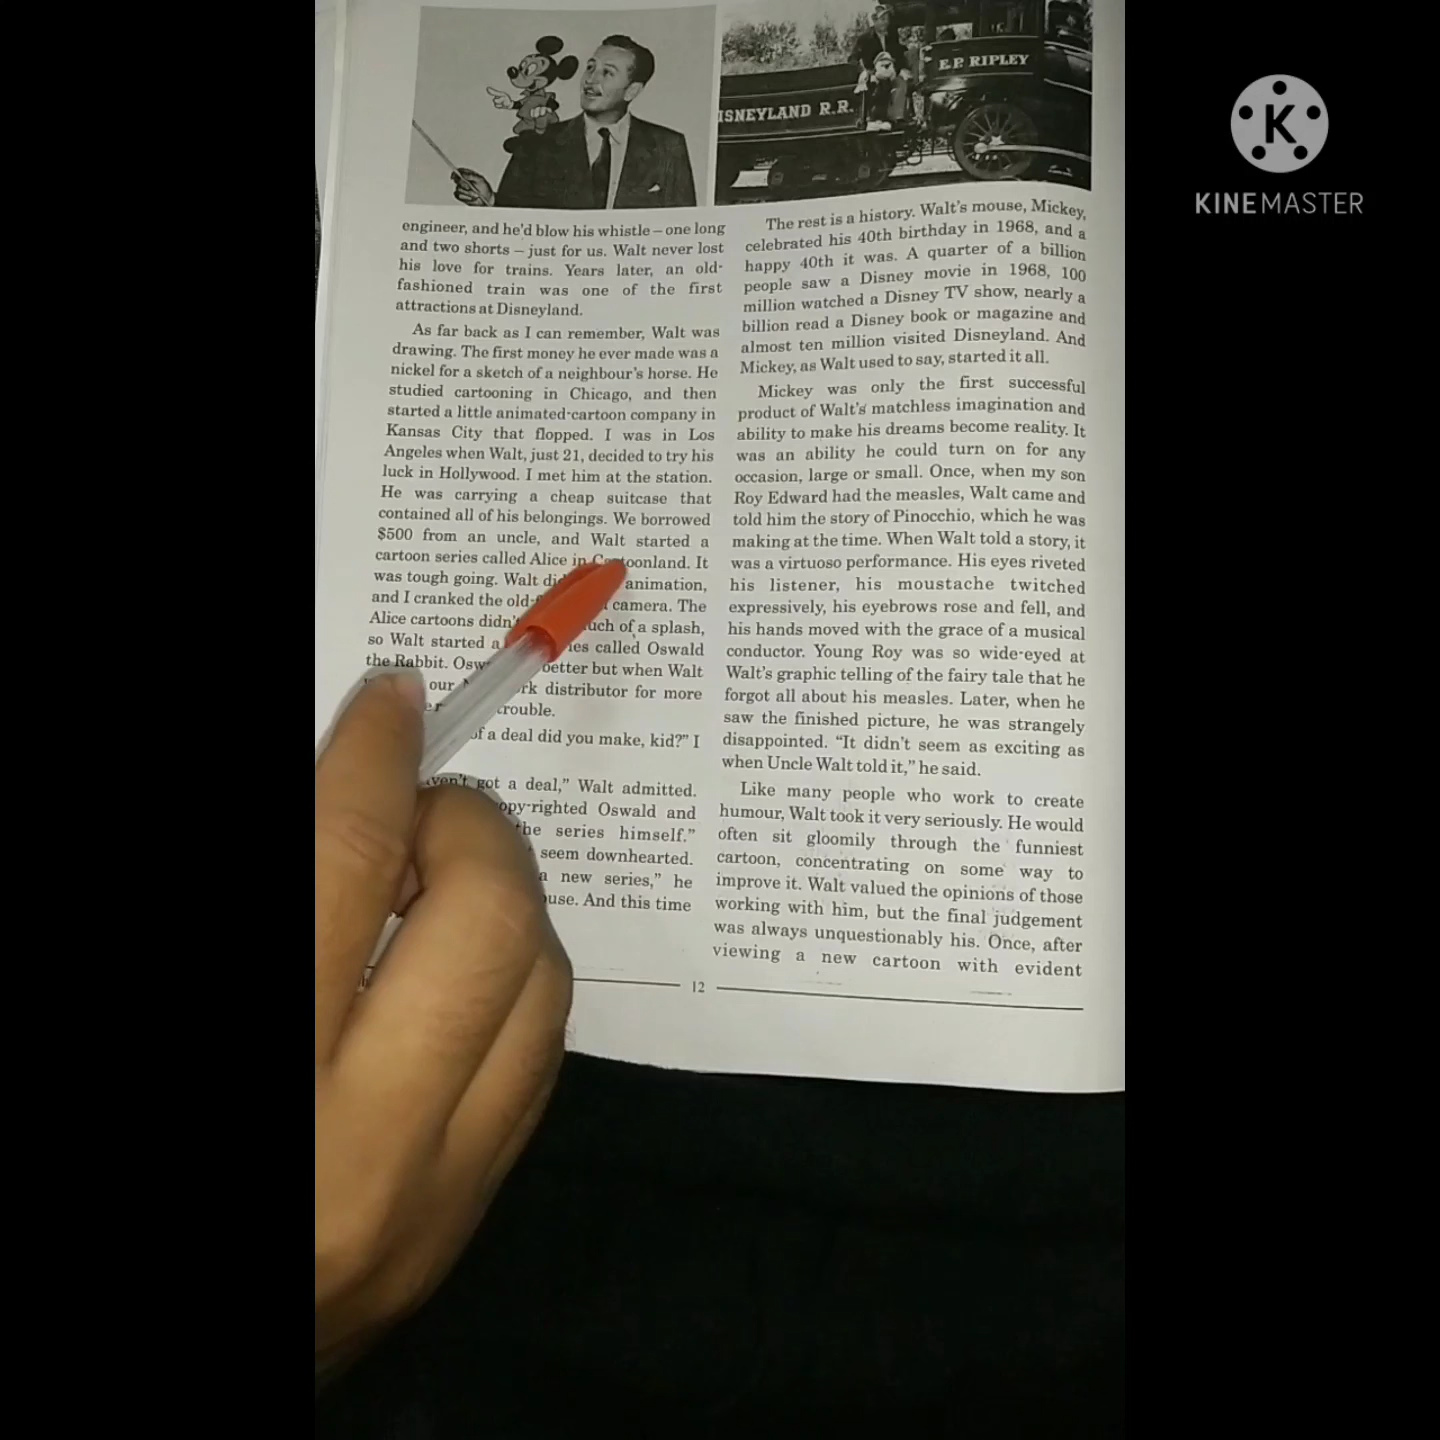 ISNEYLAND R.R.
E.P. RIPLEY
K
KINEMASTER
engineer, and he'd blow his whistle – one long
and two shorts – just for us. Walt never lost
his love for trains. Years later, an old-
fashioned train was one of the first
attractions at Disneyland.
As far back as I can remember, Walt was
drawing. The first money he ever made was a
nickel for a sketch of a neighbour's horse. He
studied cartooning in Chicago, and then
started a little animated-cartoon company in
Kansas City that flopped. I was in Los
Angeles when Walt, just 21, decided to try his
luck in Hollywood. I met him at the station.
He was carrying a cheap suitcase that
contained all of his belongings. We borrowed
$500 from an uncle, and Walt started a
cartoon series called Alice in Cartoonland. It
was tough going. Walt animation,
and I cranked the camera. The
Alice cartoons didn't of a splash,
so Walt started a called Oswald
the Rabbit. better but when Walt
our distributor for more
trouble.
of a deal did you make, kid?" I
got a deal," Walt admitted.
Oswald and
the series himself."
seem downhearted.
a new series," he
And this time
The rest is a history. Walt's mouse, Mickey,
celebrated his 40th birthday in 1968, and a
happy 40th it was. A quarter of a billion
people saw a Disney movie in 1968, 100
million watched a Disney TV show, nearly a
billion read a Disney book or magazine and
almost ten million visited Disneyland. And
Mickey, as Walt used to say, started it all.
Mickey was only the first successful
product of Walt's matchless imagination and
ability to make his dreams become reality. It
was an ability he could turn on for any
occasion, large or small. Once, when my son
Roy Edward had the measles, Walt came and
told him the story of Pinocchio, which he was
making at the time. When Walt told a story, it
was a virtuoso performance. His eyes riveted
his listener, his moustache twitched
expressively, his eyebrows rose and fell, and
his hands moved with the grace of a musical
conductor. Young Roy was so wide-eyed at
Walt's graphic telling of the fairy tale that he
forgot all about his measles. Later, when he
saw the finished picture, he was strangely
disappointed. "It didn't seem as exciting as
when Uncle Walt told it," he said.
Like many people who work to create
humour, Walt took it very seriously. He would
often sit gloomily through the funniest
cartoon, concentrating on some way to
improve it. Walt valued the opinions of those
working with him, but the final judgement
was always unquestionably his. Once, after
viewing a new cartoon with evident
12